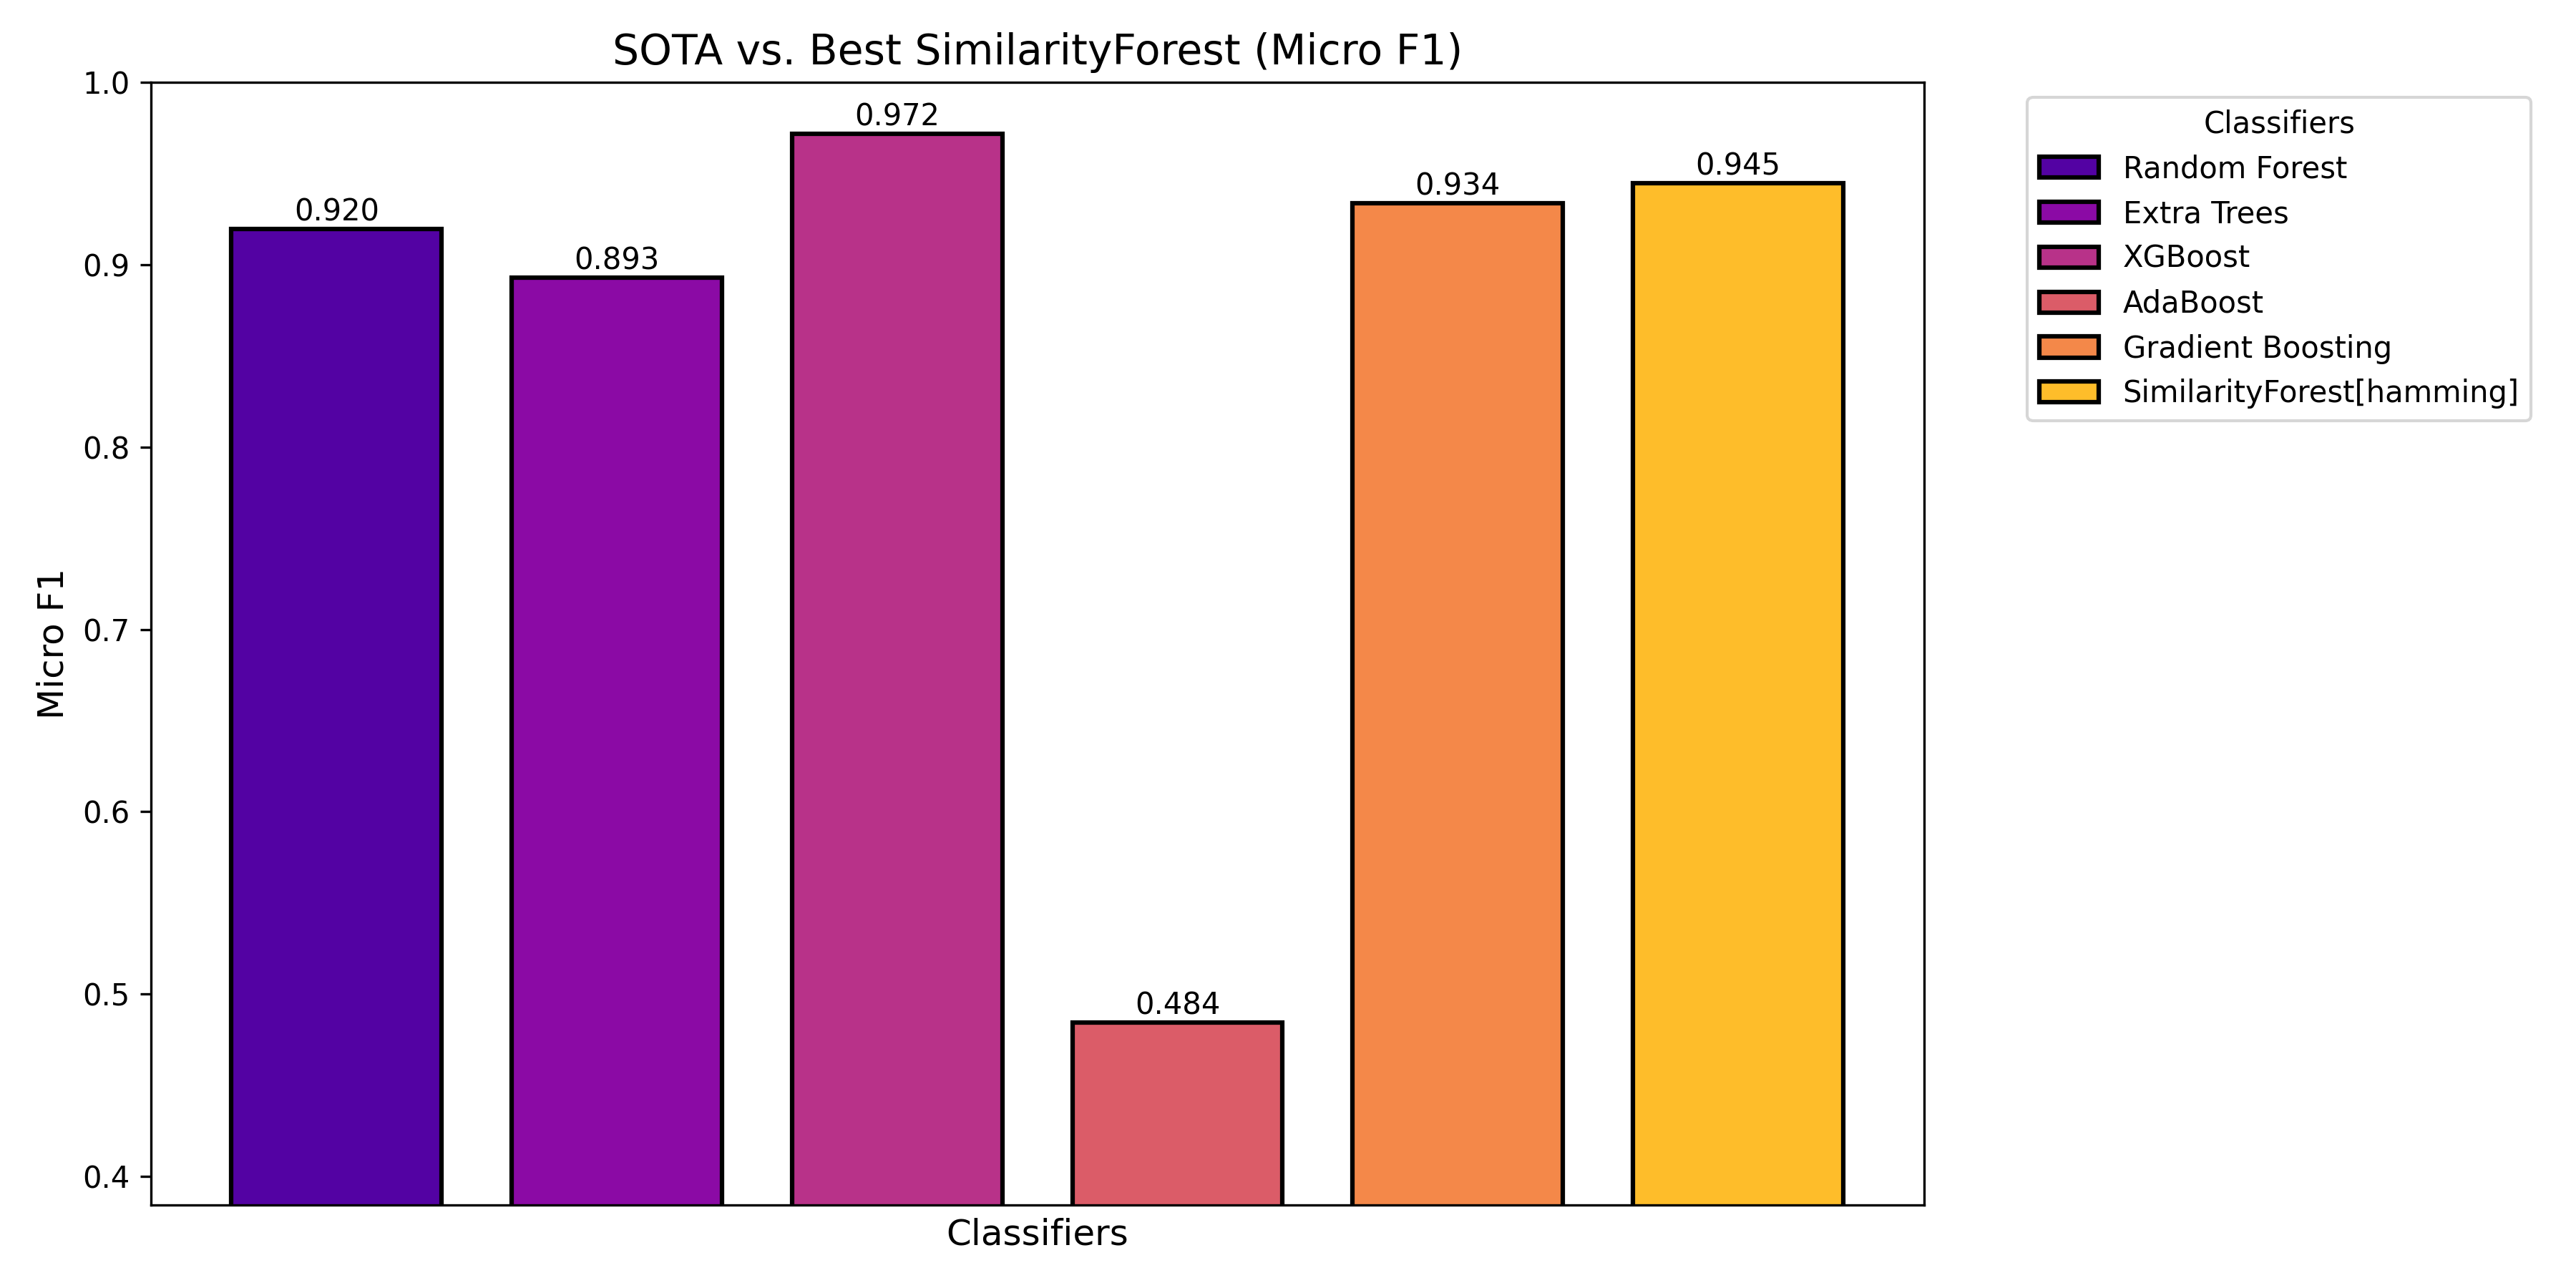 SOTA vs. Best SimilarityForest (Micro F1)
1.0
0.9
0.8
0.7
0.6
0.5
0.4
Micro F1
0.920
0.893
0.972
0.484
0.934
0.945
Classifiers
Classifiers
Random Forest
Extra Trees
XGBoost
AdaBoost
Gradient Boosting
SimilarityForest[hamming]